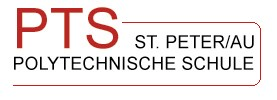 PTS ST. PETER/AU
POLYTECHNISCHE SCHULE